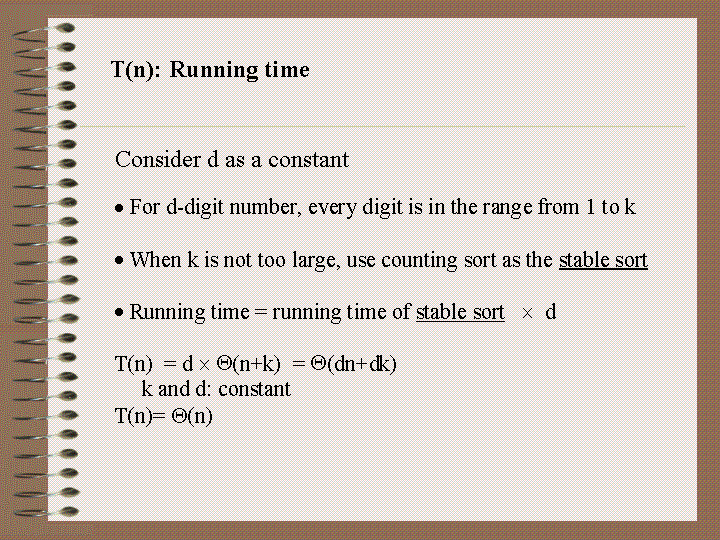 T(n): Running time
Consider d as a constant
• For d-digit number, every digit is in the range from 1 to k
• When k is not too large, use counting sort as the stable sort
• Running time = running time of stable sort × d
T(n) = d × Θ(n+k) = Θ(dn+dk)
k and d: constant
T(n)= Θ(n)